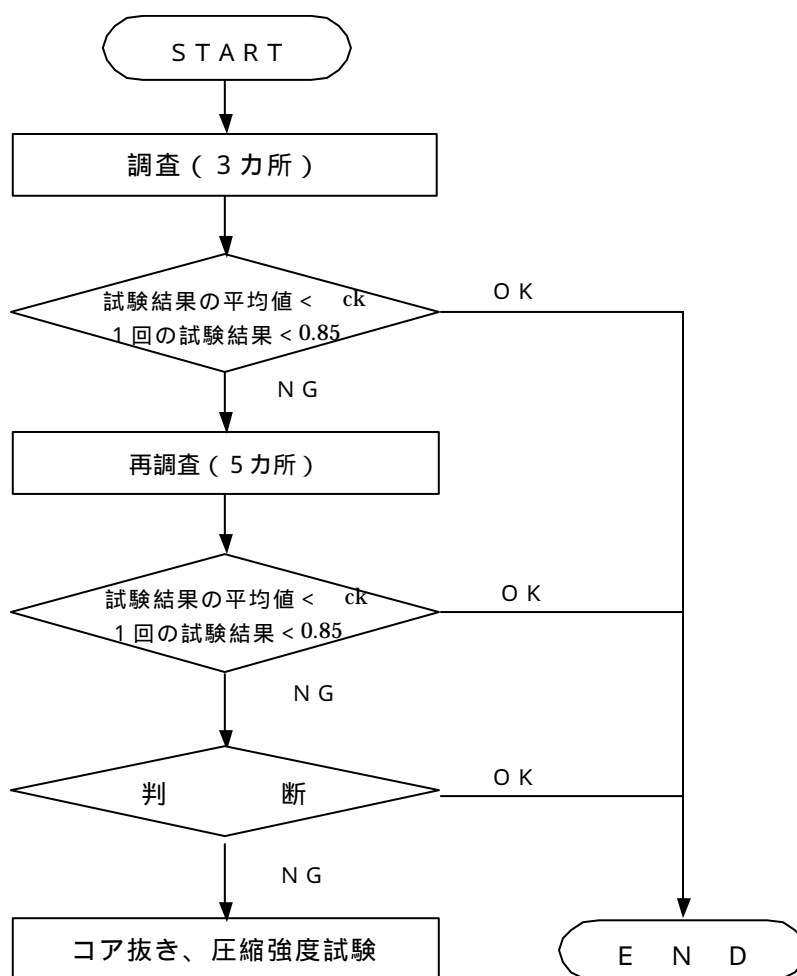 ＳＴＡＲＴ
調査（３カ所）
試験結果の平均値＜　ck
１回の試験結果＜0.85
ＯＫ
ＮＧ
再調査（５カ所）
試験結果の平均値＜　ck
１回の試験結果＜0.85
ＯＫ
ＮＧ
判　　　　断
ＯＫ
ＮＧ
コア抜き、圧縮強度試験
Ｅ　Ｎ　Ｄ